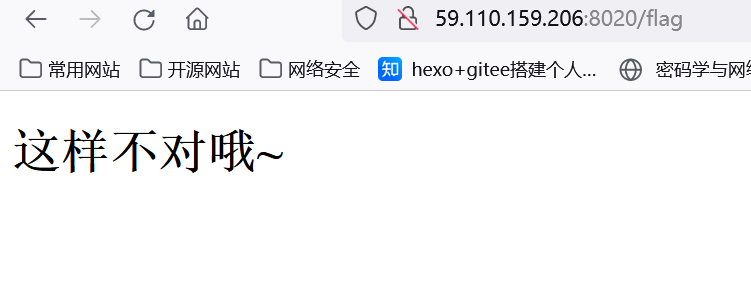 59.110.159.206:8020/flag
常用网站 开源网站 网络安全 知 hexo+gitee搭建个人... 密码学与网
这样不对哦~